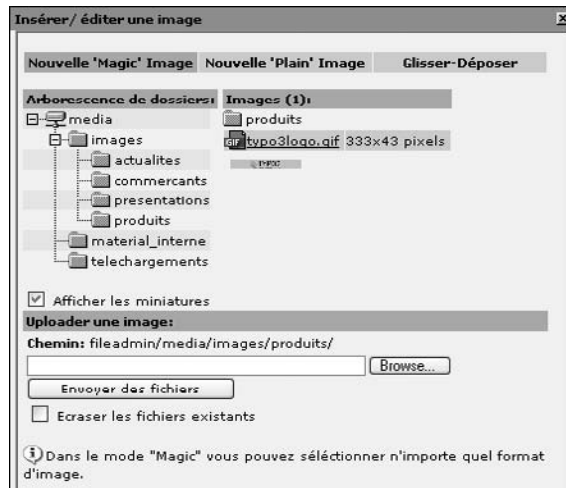 Insérer/ éditer une image
Nouvelle 'Magic' Image Nouvelle 'Plain' Image Glisser-Déposer
Arborescence de dossiers: Images (1):
media produits
images GIF typo3logo.gif 333x43 pixels
actualites TYPO3
commercants
presentations
produits
material_interne
telechargements
Afficher les miniatures
Uploader une image:
Chemin: fileadmin/media/images/produits/
Browse...
Envoyer des fichiers
Ecraser les fichiers existants
Dans le mode "Magic" vous pouvez séléctionner n'importe quel format
d'image.